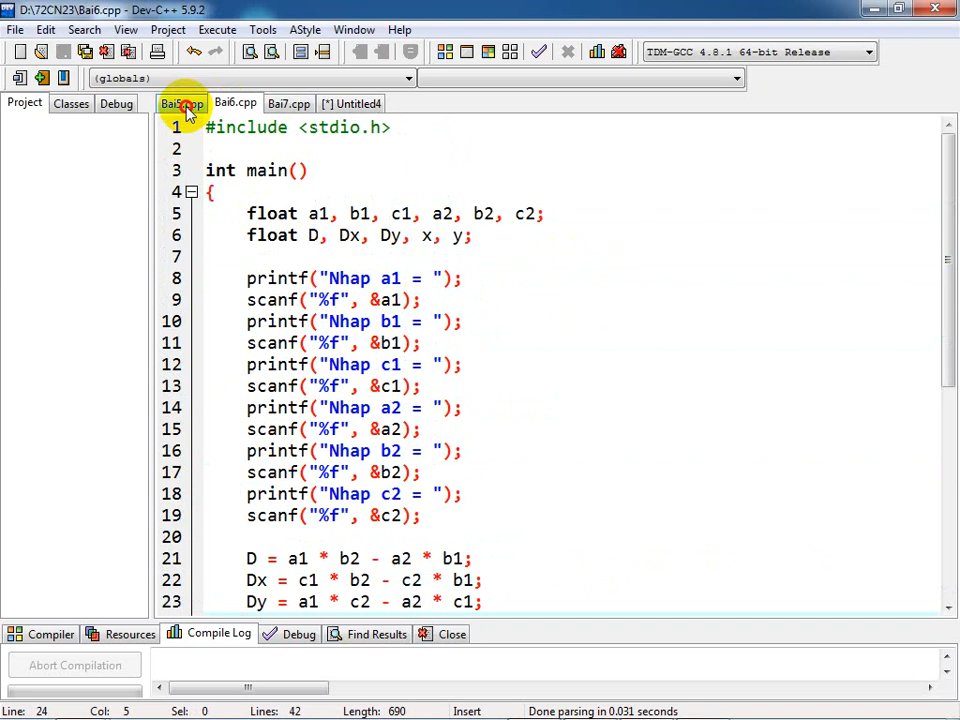 D:\72CN23\Bai6.cpp - Dev-C++ 5.9.2
File Edit Search View Project Execute Tools AStyle Window Help
TDM-GCC 4.8.1 64-bit Release
(globals)
Project Classes Debug Bai5.cpp Bai6.cpp Bai7.cpp [*] Untitled4
1 #include <stdio.h>
2
3 int main()
4 {
5 float a1, b1, c1, a2, b2, c2;
6 float D, Dx, Dy, x, y;
7
8 printf("Nhap a1 = ");
9 scanf("%f", &a1);
10 printf("Nhap b1 = ");
11 scanf("%f", &b1);
12 printf("Nhap c1 = ");
13 scanf("%f", &c1);
14 printf("Nhap a2 = ");
15 scanf("%f", &a2);
16 printf("Nhap b2 = ");
17 scanf("%f", &b2);
18 printf("Nhap c2 = ");
19 scanf("%f", &c2);
20
21 D = a1 * b2 - a2 * b1;
22 Dx = c1 * b2 - c2 * b1;
23 Dy = a1 * c2 - a2 * c1;
Compiler Resources Compile Log Debug Find Results Close
Abort Compilation
Line: 24 Col: 5 Sel: 0 Lines: 42 Length: 690 Insert Done parsing in 0.031 seconds